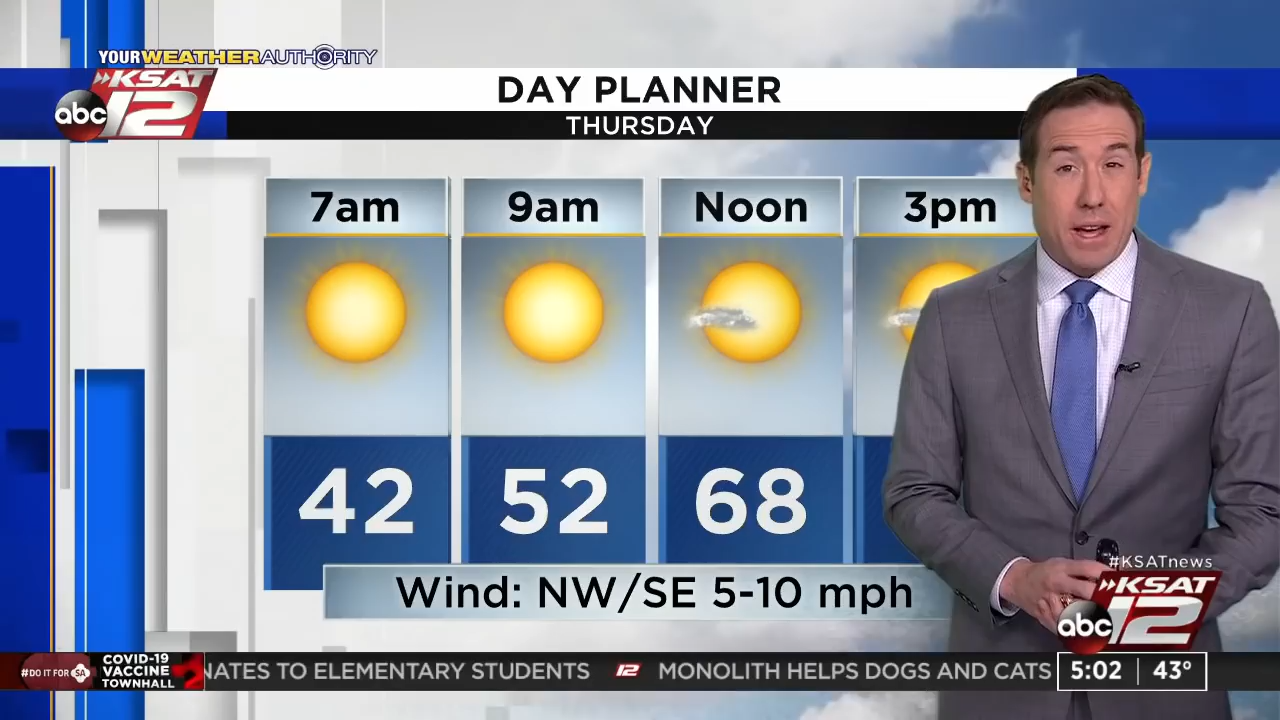 YOUR WEATHER AUTHORITY
KSAT
abc 12
DAY PLANNER
THURSDAY
7am 9am Noon 3pm
42 52 68
Wind: NW/SE 5-10 mph
#KSATnews
KSAT
abc 12
#DO IT FOR SA
COVID-19
VACCINE
TOWNHALL
NATES TO ELEMENTARY STUDENTS 12 MONOLITH HELPS DOGS AND CATS
5:02 43°